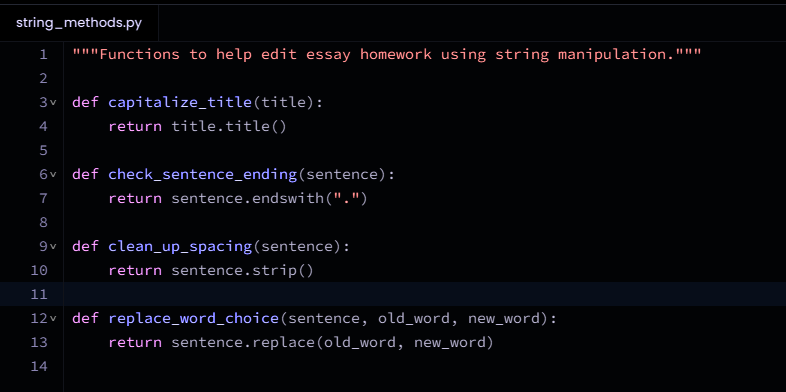 string_methods.py
1 """Functions to help edit essay homework using string manipulation."""
2
3 def capitalize_title(title):
4     return title.title()
5
6 def check_sentence_ending(sentence):
7     return sentence.endswith(".")
8
9 def clean_up_spacing(sentence):
10     return sentence.strip()
11
12 def replace_word_choice(sentence, old_word, new_word):
13     return sentence.replace(old_word, new_word)
14